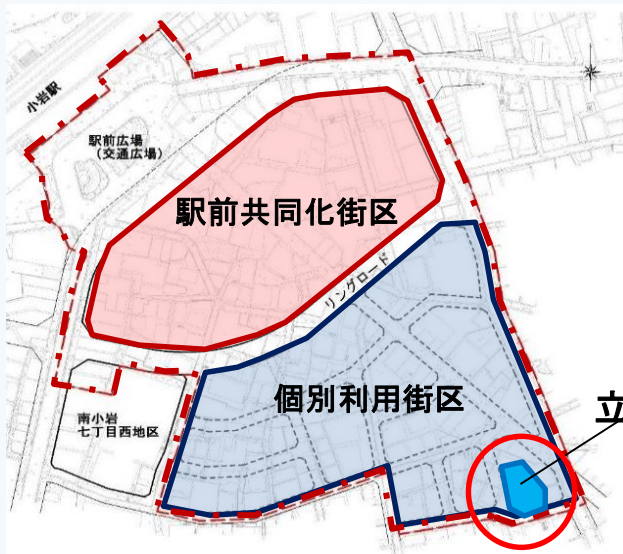 小岩駅
駅前広場
（交通広場）
駅前共同化街区
リングロード
個別利用街区
南小岩
七丁目西地区
立